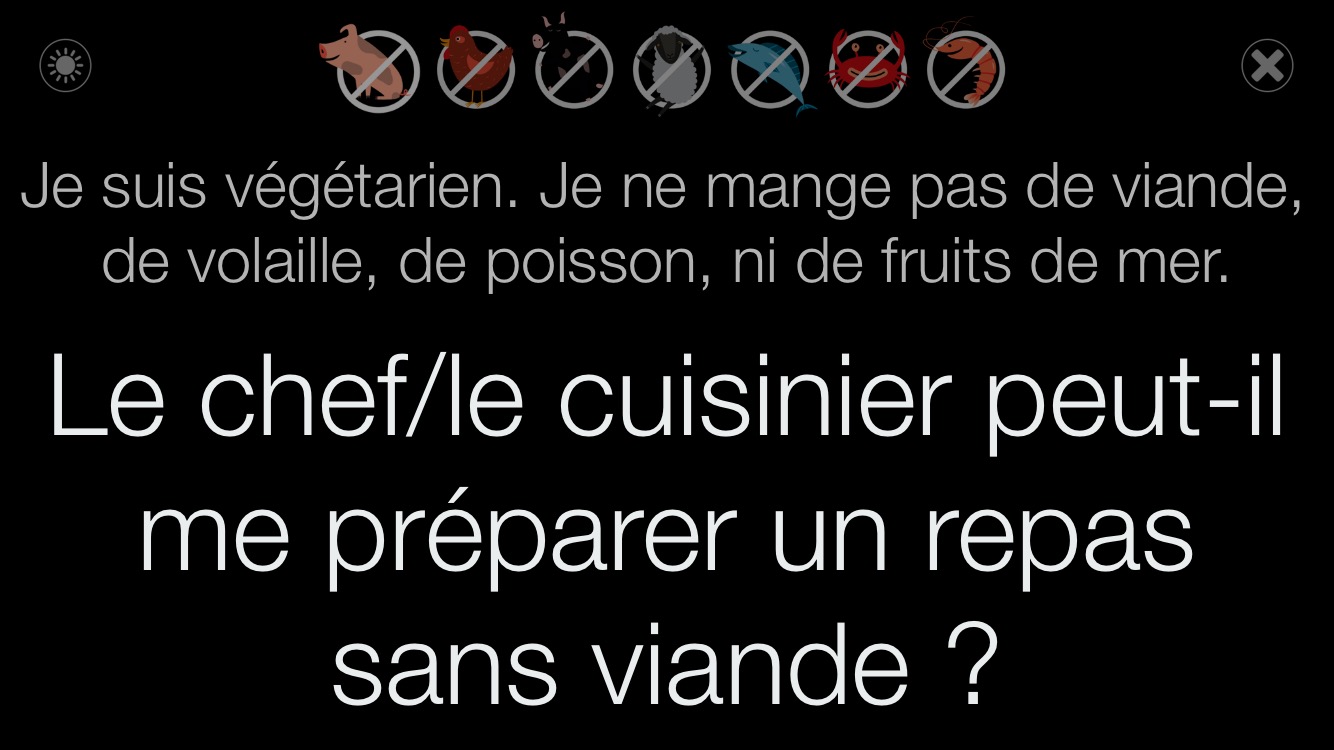 Je suis végétarien. Je ne mange pas de viande,
de volaille, de poisson, ni de fruits de mer.
Le chef/le cuisinier peut-il
me préparer un repas
sans viande ?